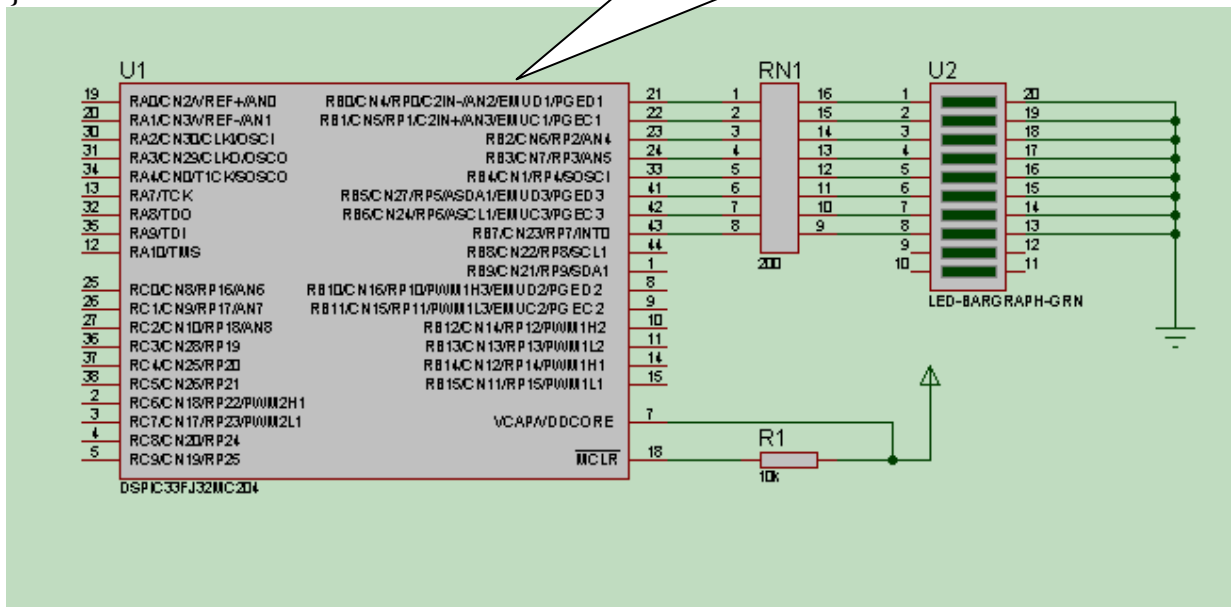 }
U1
RN1
U2
19 RA0/CN2/VREF+/AN0
20 RA1/CN3/VREF-/AN1
30 RA2/CN30/CLKI/OSCI
31 RA3/CN29/CLKO/OSCO
34 RA4/CN0/T1CK/SOSCO
13 RA7/TCK
32 RA8/TDO
35 RA9/TDI
12 RA10/TMS
25 RC0/CN8/RP16/AN6
26 RC1/CN9/RP17/AN7
27 RC2/CN10/RP18/AN8
36 RC3/CN28/RP19
37 RC4/CN25/RP20
38 RC5/CN26/RP21
2 RC6/CN18/RP22/PWM2H1
3 RC7/CN17/RP23/PWM2L1
4 RC8/CN20/RP24
5 RC9/CN19/RP25
RB0/CN4/RP0/C2IN-/AN2/EMUD1/PGED1 21
RB1/CN5/RP1/C2IN+/AN3/EMUC1/PGEC1 22
RB2/CN6/RP2/AN4 23
RB3/CN7/RP3/AN5 24
RB4/CN1/RP4/SOSCI 33
RB5/CN27/RP5/ASDA1/EMUD3/PGED3 41
RB6/CN24/RP6/ASCL1/EMUC3/PGEC3 42
RB7/CN23/RP7/INT0 43
RB8/CN22/RP8/SCL1 44
RB9/CN21/RP9/SDA1 1
RB10/CN16/RP10/PWM1H3/EMUD2/PGED2 8
RB11/CN15/RP11/PWM1L3/EMUC2/PGEC2 9
RB12/CN14/RP12/PWM1H2 10
RB13/CN13/RP13/PWM1L2 11
RB14/CN12/RP14/PWM1H1 14
RB15/CN11/RP15/PWM1L1 15
VCAP/VDDCORE 7
MCLR 18
DSPIC33FJ32MC204
1 16
2 15
3 14
4 13
5 12
6 11
7 10
8 9
200
1 20
2 19
3 18
4 17
5 16
6 15
7 14
8 13
9 12
10 11
LED-BARGRAPH-GRN
R1
10k